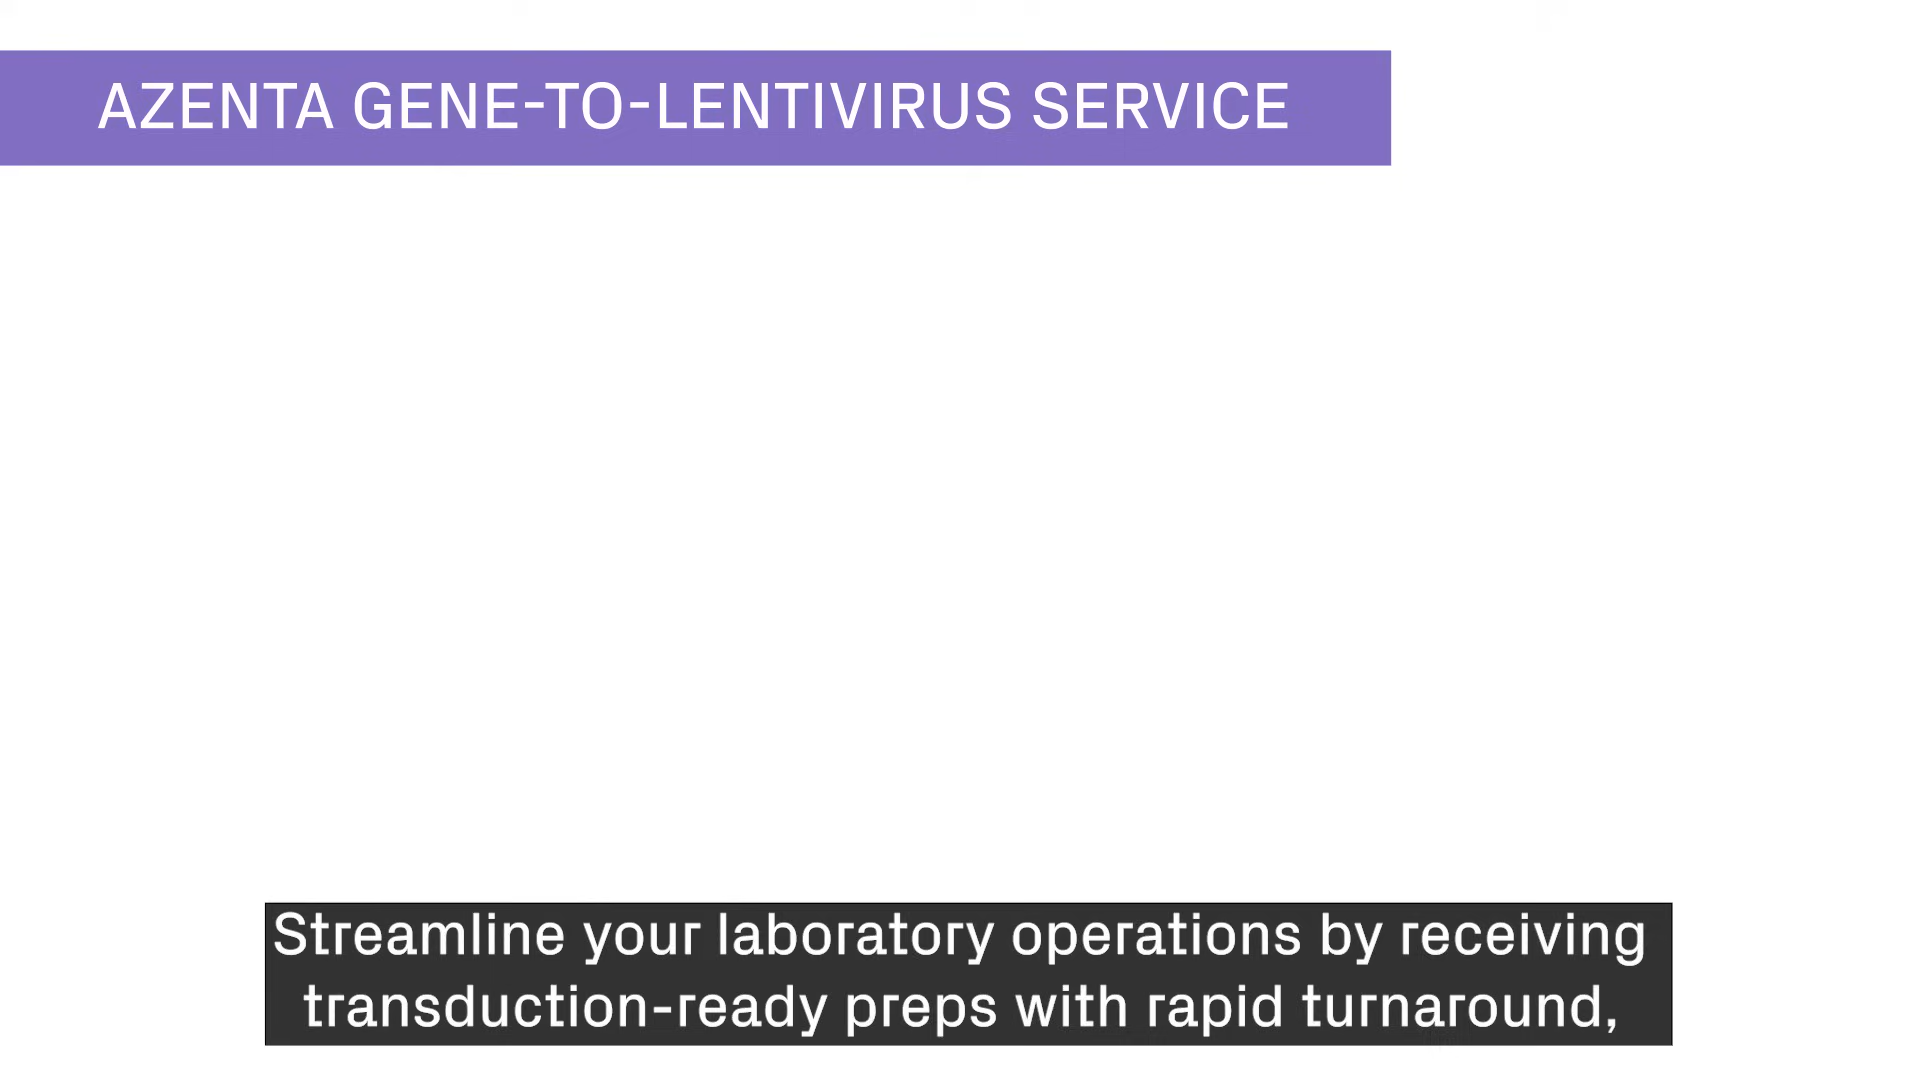 AZENTA GENE-TO-LENTIVIRUS SERVICE
Streamline your laboratory operations by receiving
transduction-ready preps with rapid turnaround,